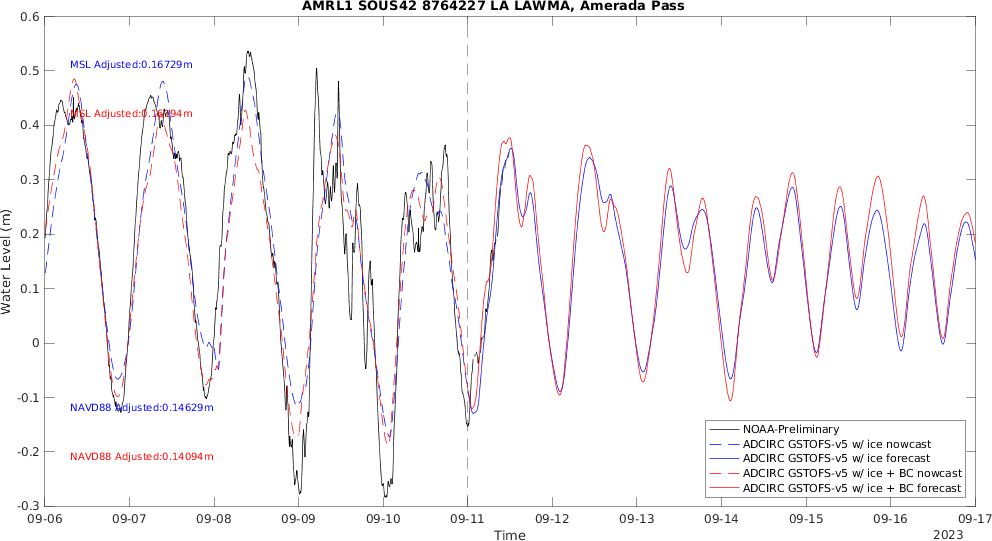 AMRL1 SOUS42 8764227 LA LAWMA, Amerada Pass
0.6
0.5
0.4
0.3
0.2
0.1
0
-0.1
-0.2
-0.3
Water Level (m)
MSL Adjusted:0.16729m
MSL Adjusted:
NAVD88 Adjusted:0.14629m
NAVD88 Adjusted:0.14094m
NOAA-Preliminary
ADCIRC GSTOFS-v5 w/ ice nowcast
ADCIRC GSTOFS-v5 w/ ice forecast
ADCIRC GSTOFS-v5 w/ ice + BC nowcast
ADCIRC GSTOFS-v5 w/ ice + BC forecast
09-06 09-07 09-08 09-09 09-10 09-11 09-12 09-13 09-14 09-15 09-16 09-17
Time
2023